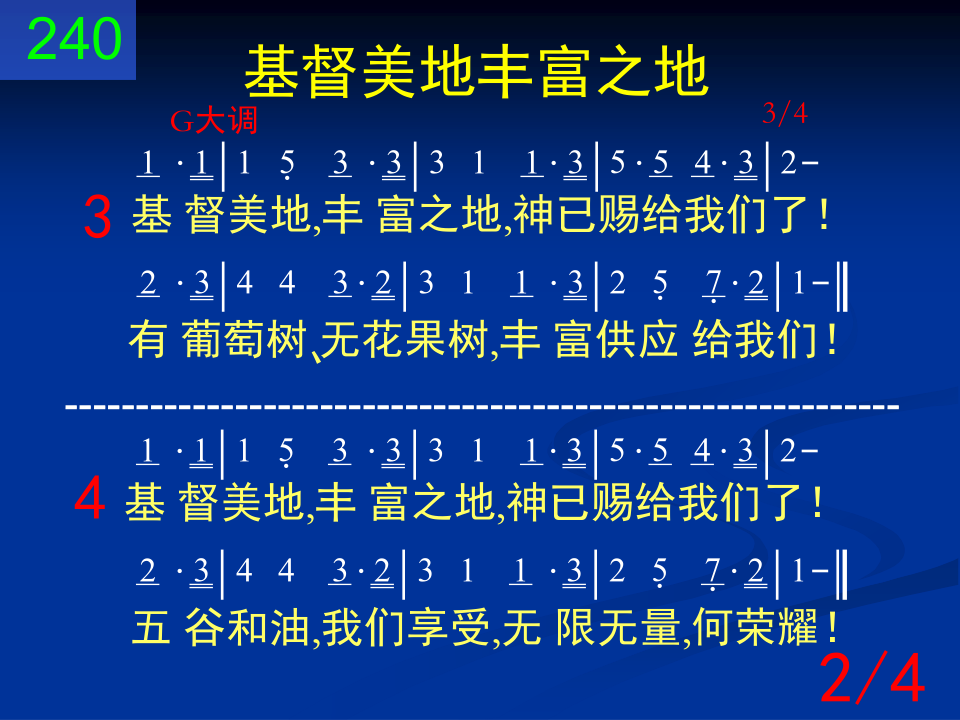 240
基督美地丰富之地
G大调 3/4
1 · 1 | 1 5̣ 3 · 3 | 3 1 1 · 3 | 5 · 5 4 · 3 | 2 -
3 基 督美地,丰 富之地,神已赐给我们了！
2 · 3 | 4 4 3 · 2 | 3 1 1 · 3 | 2 5̣ 7̣ · 2 | 1 - ‖
有 葡萄树、无花果树,丰 富供应 给我们！
------------------------------------------------------------
1 · 1 | 1 5̣ 3 · 3 | 3 1 1 · 3 | 5 · 5 4 · 3 | 2 -
4 基 督美地,丰 富之地,神已赐给我们了！
2 · 3 | 4 4 3 · 2 | 3 1 1 · 3 | 2 5̣ 7̣ · 2 | 1 - ‖
五 谷和油,我们享受,无 限无量,何荣耀！
2/4